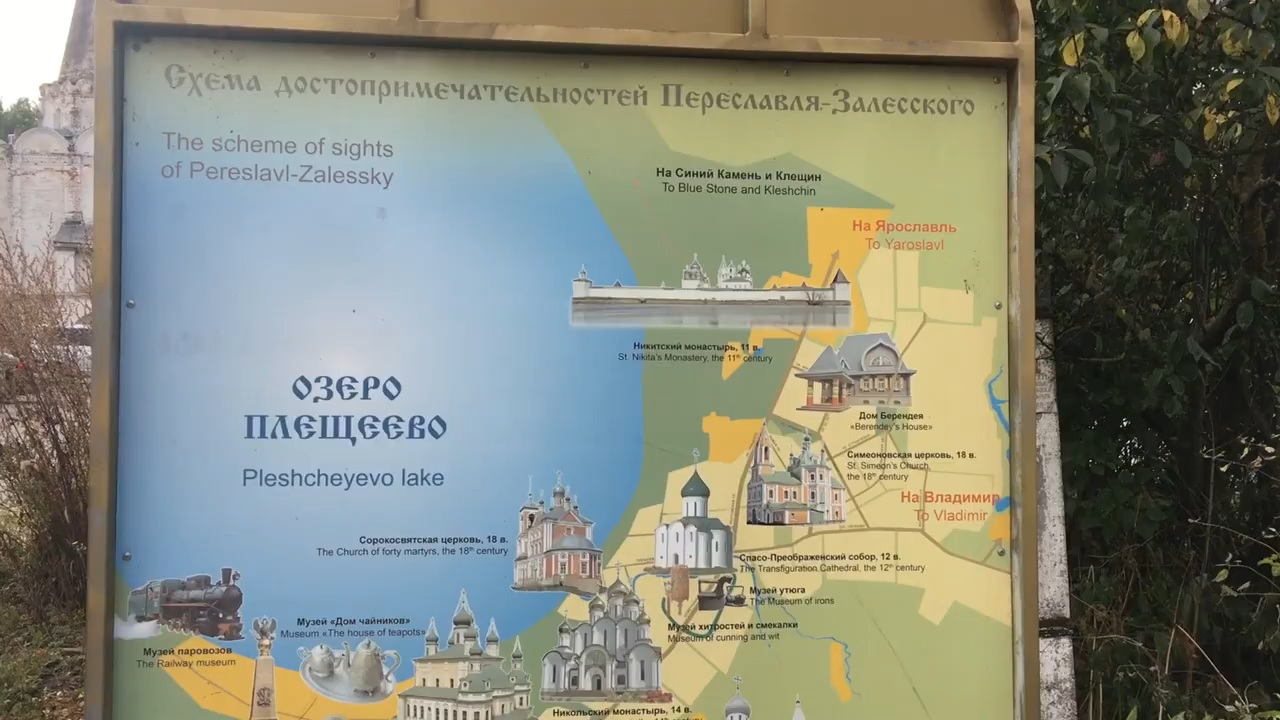 Схема достопримечательностей Переславля-Залесского
The scheme of sights
of Pereslavl-Zalessky
На Синий Камень и Клещин
To Blue Stone and Kleshchin
На Ярославль
To Yaroslavl
Никитский монастырь, 11 в.
St. Nikita's Monastery, the 11th century
Дом Берендея
«Berendey's House»
ОЗЕРО
ПЛЕЩЕЕВО
Pleshcheyevo lake
Симеоновская церковь, 18 в.
St. Simeon's Church,
the 18th century
На Владимир
To Vladimir
Сорокосвятская церковь, 18 в.
The Church of forty martyrs, the 18th century
Спасо-Преображенский собор, 12 в.
The Transfiguration Cathedral, the 12th century
Музей утюга
The Museum of irons
Музей «Дом чайников»
Museum «The house of teapots»
Музей хитростей и смекалки
Museum of cunning and wit
Музей паровозов
The Railway museum
Никольский монастырь, 14 в.